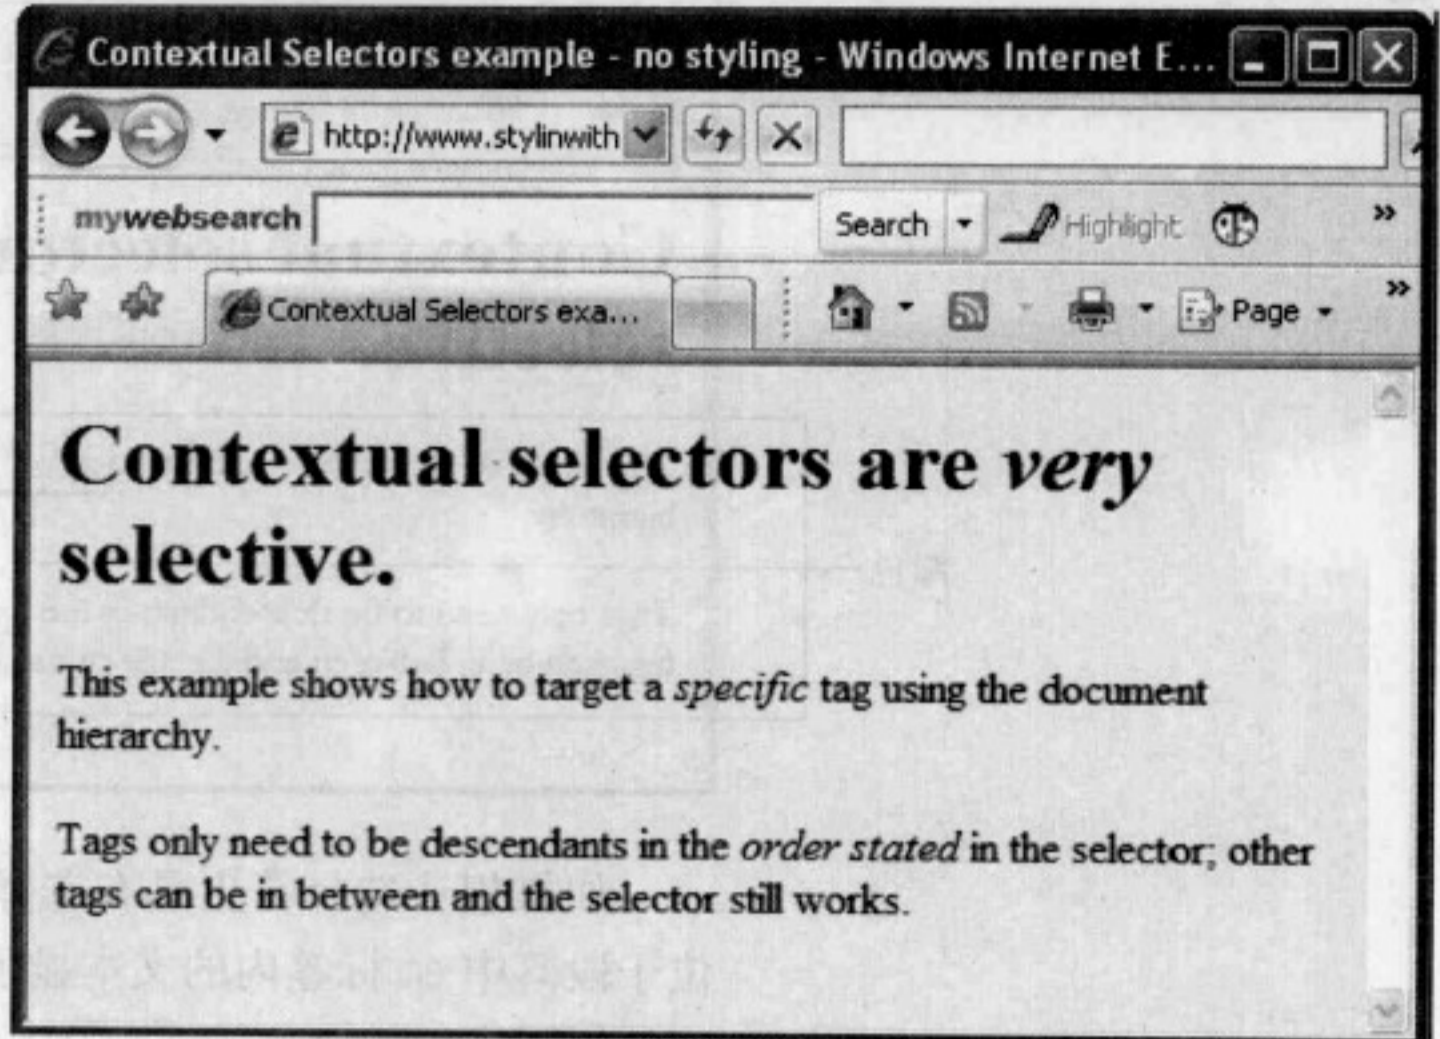 Contextual Selectors example - no styling - Windows Internet E...
http://www.stylinwith
mywebsearch Search Highlight
Contextual Selectors exa... Page
Contextual selectors are very
selective.
This example shows how to target a specific tag using the document
hierarchy.
Tags only need to be descendants in the order stated in the selector; other
tags can be in between and the selector still works.